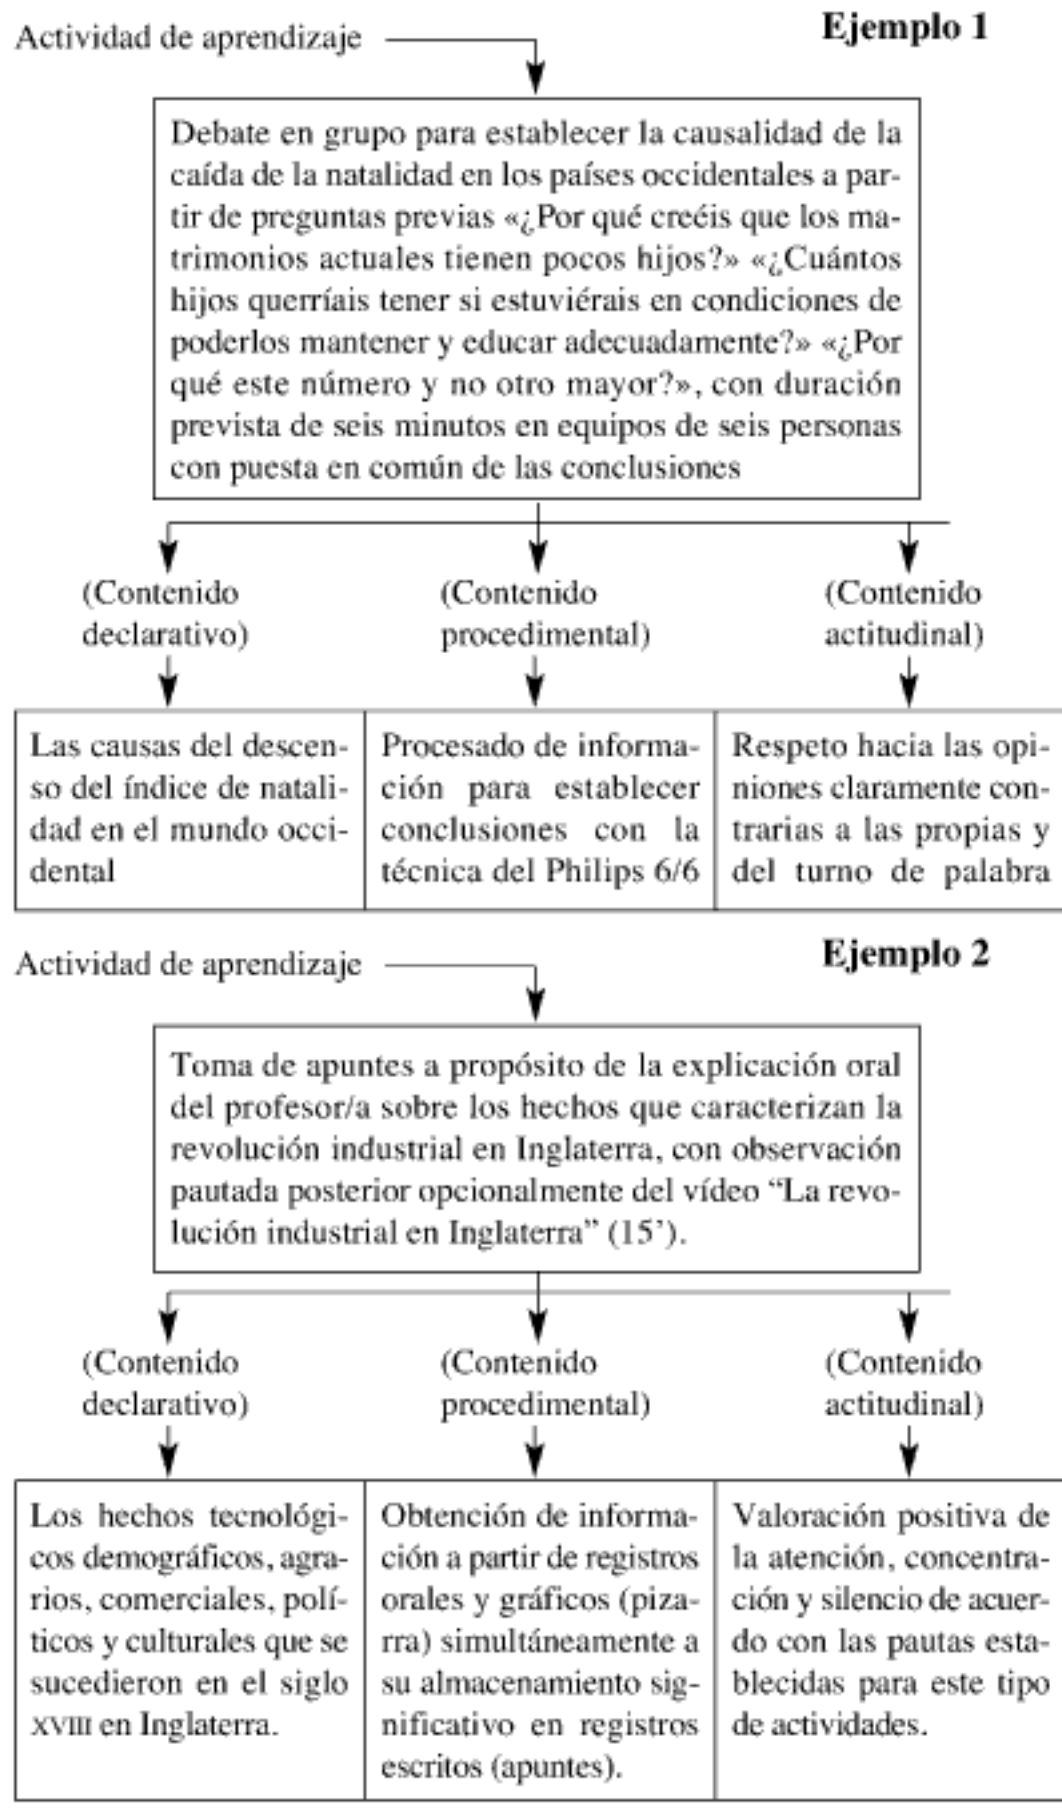 Actividad de aprendizaje
Ejemplo 1
Debate en grupo para establecer la causalidad de la
caída de la natalidad en los países occidentales a par-
tir de preguntas previas «¿Por qué creéis que los ma-
trimonios actuales tienen pocos hijos?» «¿Cuántos
hijos querríais tener si estuviérais en condiciones de
poderlos mantener y educar adecuadamente?» «¿Por
qué este número y no otro mayor?», con duración
prevista de seis minutos en equipos de seis personas
con puesta en común de las conclusiones
(Contenido
declarativo)
(Contenido
procedimental)
(Contenido
actitudinal)
Las causas del descen-
so del índice de natali-
dad en el mundo occi-
dental
Procesado de informa-
ción para establecer
conclusiones con la
técnica del Philips 6/6
Respeto hacia las opi-
niones claramente con-
trarias a las propias y
del turno de palabra
Actividad de aprendizaje
Ejemplo 2
Toma de apuntes a propósito de la explicación oral
del profesor/a sobre los hechos que caracterizan la
revolución industrial en Inglaterra, con observación
pautada posterior opcionalmente del vídeo “La revo-
lución industrial en Inglaterra” (15’).
(Contenido
declarativo)
(Contenido
procedimental)
(Contenido
actitudinal)
Los hechos tecnológi-
cos demográficos, agra-
rios, comerciales, polí-
ticos y culturales que se
sucedieron en el siglo
XVIII en Inglaterra.
Obtención de informa-
ción a partir de registros
orales y gráficos (piza-
rra) simultáneamente a
su almacenamiento sig-
nificativo en registros
escritos (apuntes).
Valoración positiva de
la atención, concentra-
ción y silencio de acuer-
do con las pautas esta-
blecidas para este tipo
de actividades.